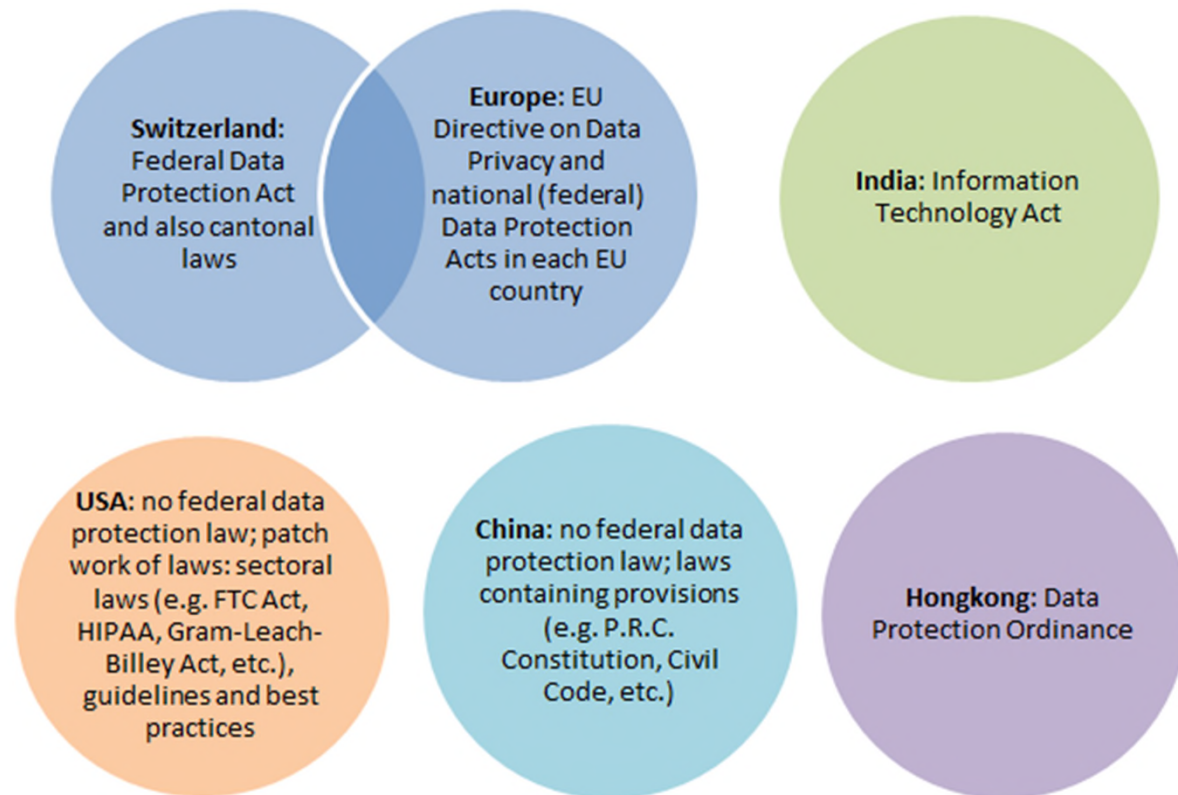 Switzerland:
Federal Data
Protection Act
and also cantonal
laws
Europe: EU
Directive on Data
Privacy and
national (federal)
Data Protection
Acts in each EU
country
India: Information
Technology Act
USA: no federal data
protection law; patch
work of laws: sectoral
laws (e.g. FTC Act,
HIPAA, Gram-Leach-
Billey Act, etc.),
guidelines and best
practices
China: no federal data
protection law; laws
containing provisions
(e.g. P.R.C.
Constitution, Civil
Code, etc.)
Hongkong: Data
Protection Ordinance